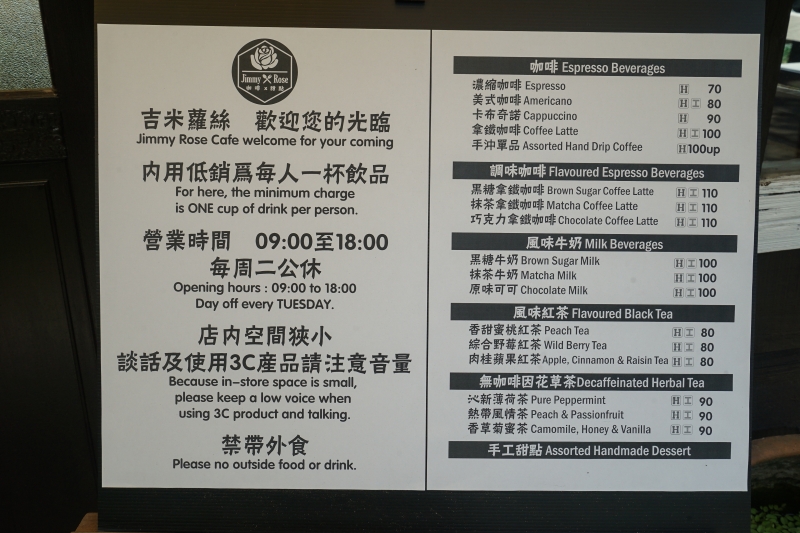 Jimmy Rose
咖啡 x 甜點
吉米蘿絲 歡迎您的光臨
Jimmy Rose Cafe welcome for your coming
內用低銷爲每人一杯飲品
For here, the minimum charge
is ONE cup of drink per person.
營業時間 09:00至18:00
每周二公休
Opening hours : 09:00 to 18:00
Day off every TUESDAY.
店內空間狹小
談話及使用3C産品請注意音量
Because in-store space is small,
please keep a low voice when
using 3C product and talking.
禁帶外食
Please no outside food or drink.
咖啡 Espresso Beverages
濃縮咖啡 Espresso H 70
美式咖啡 Americano H I 80
卡布奇諾 Cappuccino H 90
拿鐵咖啡 Coffee Latte H I 100
手沖單品 Assorted Hand Drip Coffee H 100up
調味咖啡 Flavoured Espresso Beverages
黑糖拿鐵咖啡 Brown Sugar Coffee Latte H I 110
抹茶拿鐵咖啡 Matcha Coffee Latte H I 110
巧克力拿鐵咖啡 Chocolate Coffee Latte H I 110
風味牛奶 Milk Beverages
黑糖牛奶 Brown Sugar Milk H I 100
抹茶牛奶 Matcha Milk H I 100
原味可可 Chocolate Milk H I 100
風味紅茶 Flavoured Black Tea
香甜蜜桃紅茶 Peach Tea H I 80
綜合野莓紅茶 Wild Berry Tea H I 80
肉桂蘋果紅茶 Apple, Cinnamon & Raisin Tea H I 80
無咖啡因花草茶 Decaffeinated Herbal Tea
沁新薄荷茶 Pure Peppermint H I 90
熱帶風情茶 Peach & Passionfruit H I 90
香草菊蜜茶 Camomile, Honey & Vanilla H I 90
手工甜點 Assorted Handmade Dessert